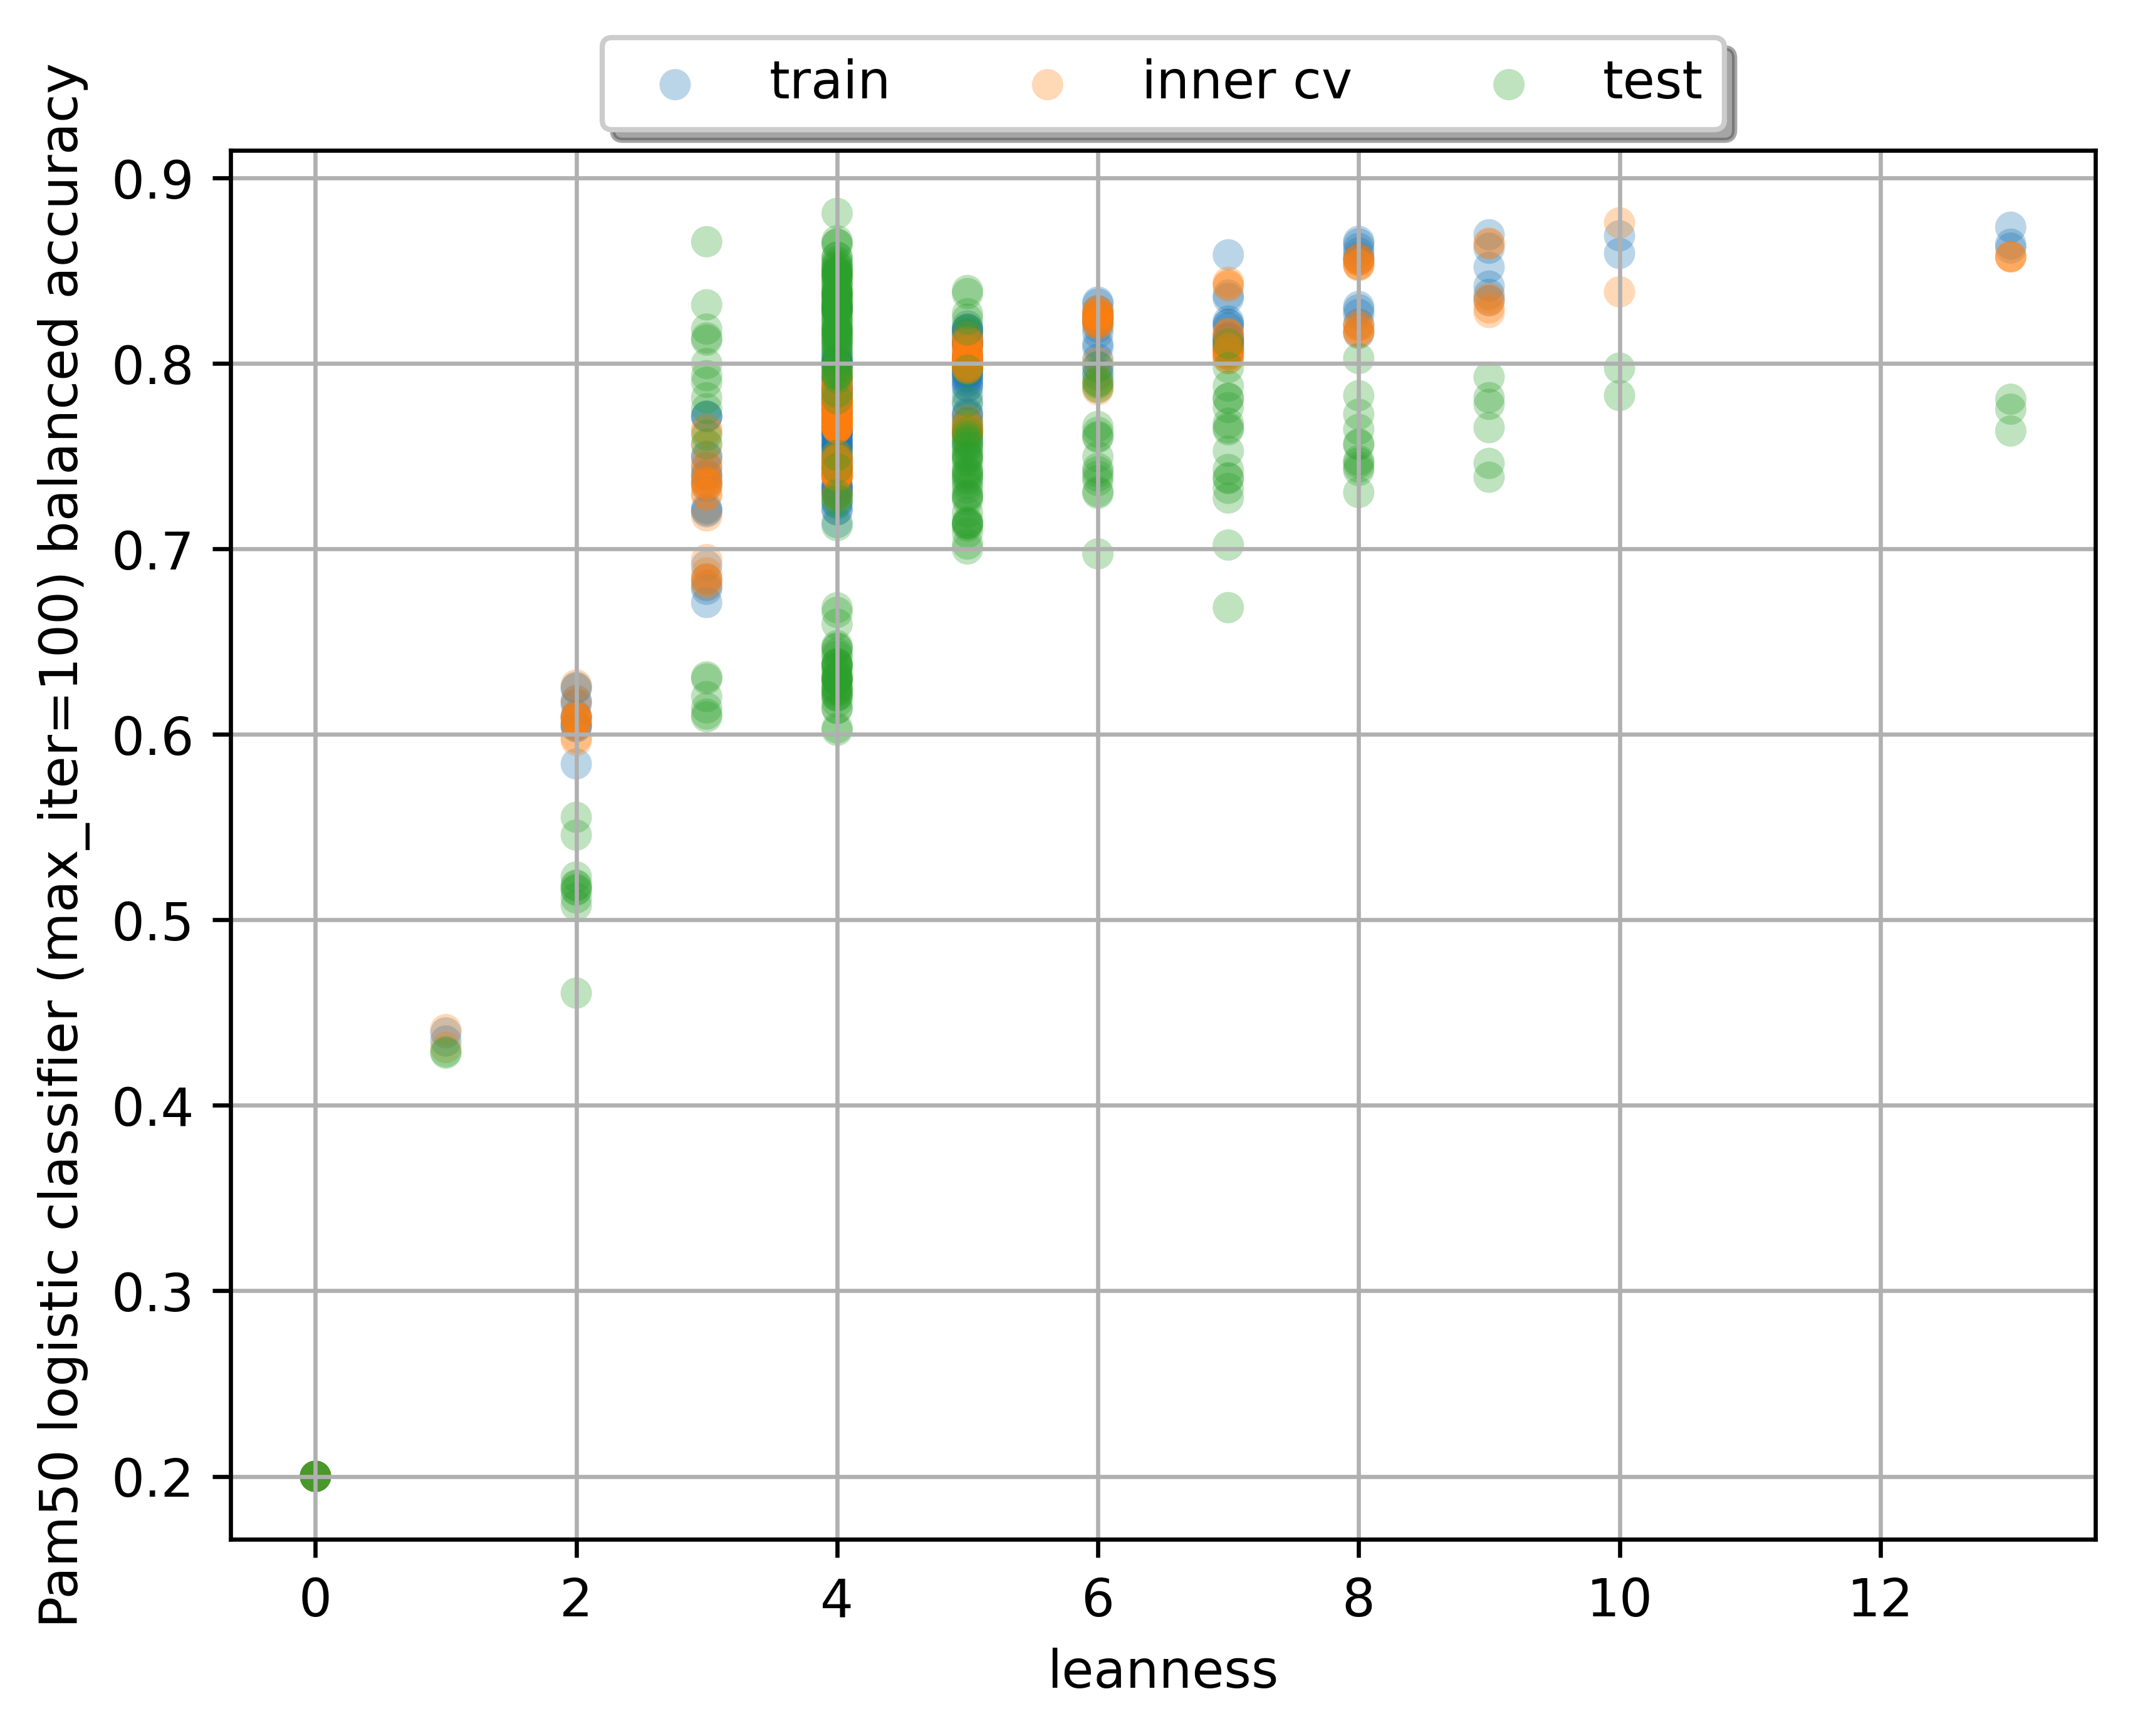 train inner cv test
Pam50 logistic classifier (max_iter=100) balanced accuracy
0.9
0.8
0.7
0.6
0.5
0.4
0.3
0.2
0 2 4 6 8 10 12
leanness